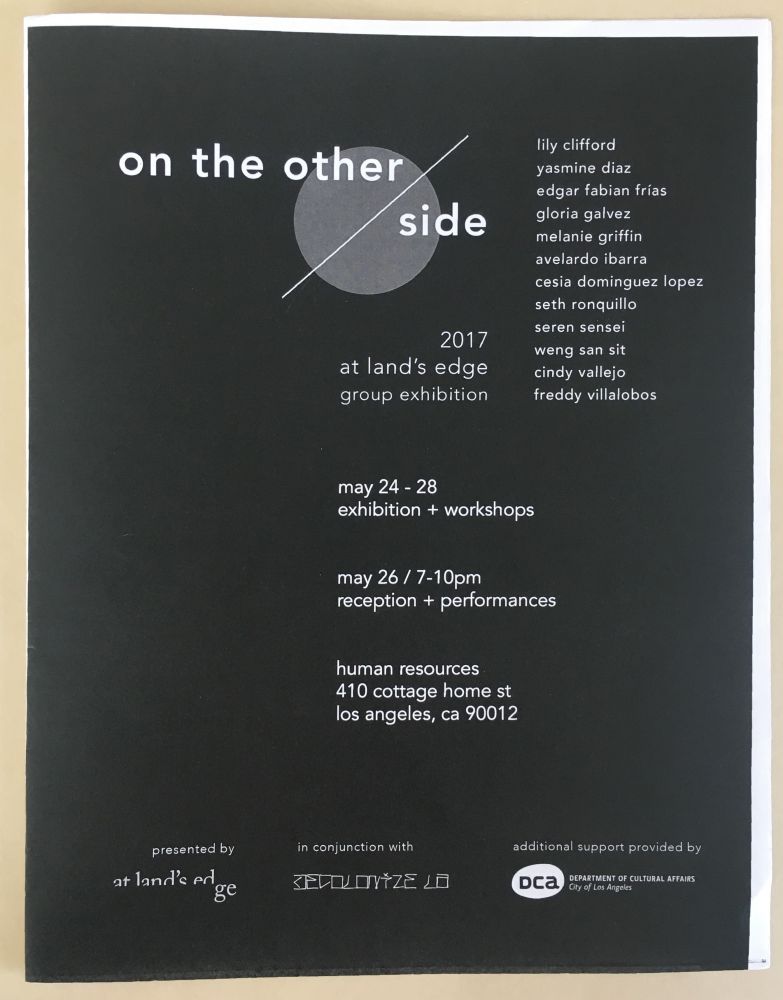 on the other
side
2017
at land's edge
group exhibition
lily clifford
yasmine diaz
edgar fabian frías
gloria galvez
melanie griffin
avelardo ibarra
cesia dominguez lopez
seth ronquillo
seren sensei
weng san sit
cindy vallejo
freddy villalobos
may 24 - 28
exhibition + workshops
may 26 / 7-10pm
reception + performances
human resources
410 cottage home st
los angeles, ca 90012
presented by
at land's edge
in conjunction with
DECOLONIZE LA
additional support provided by
DCa DEPARTMENT OF CULTURAL AFFAIRS
City of Los Angeles